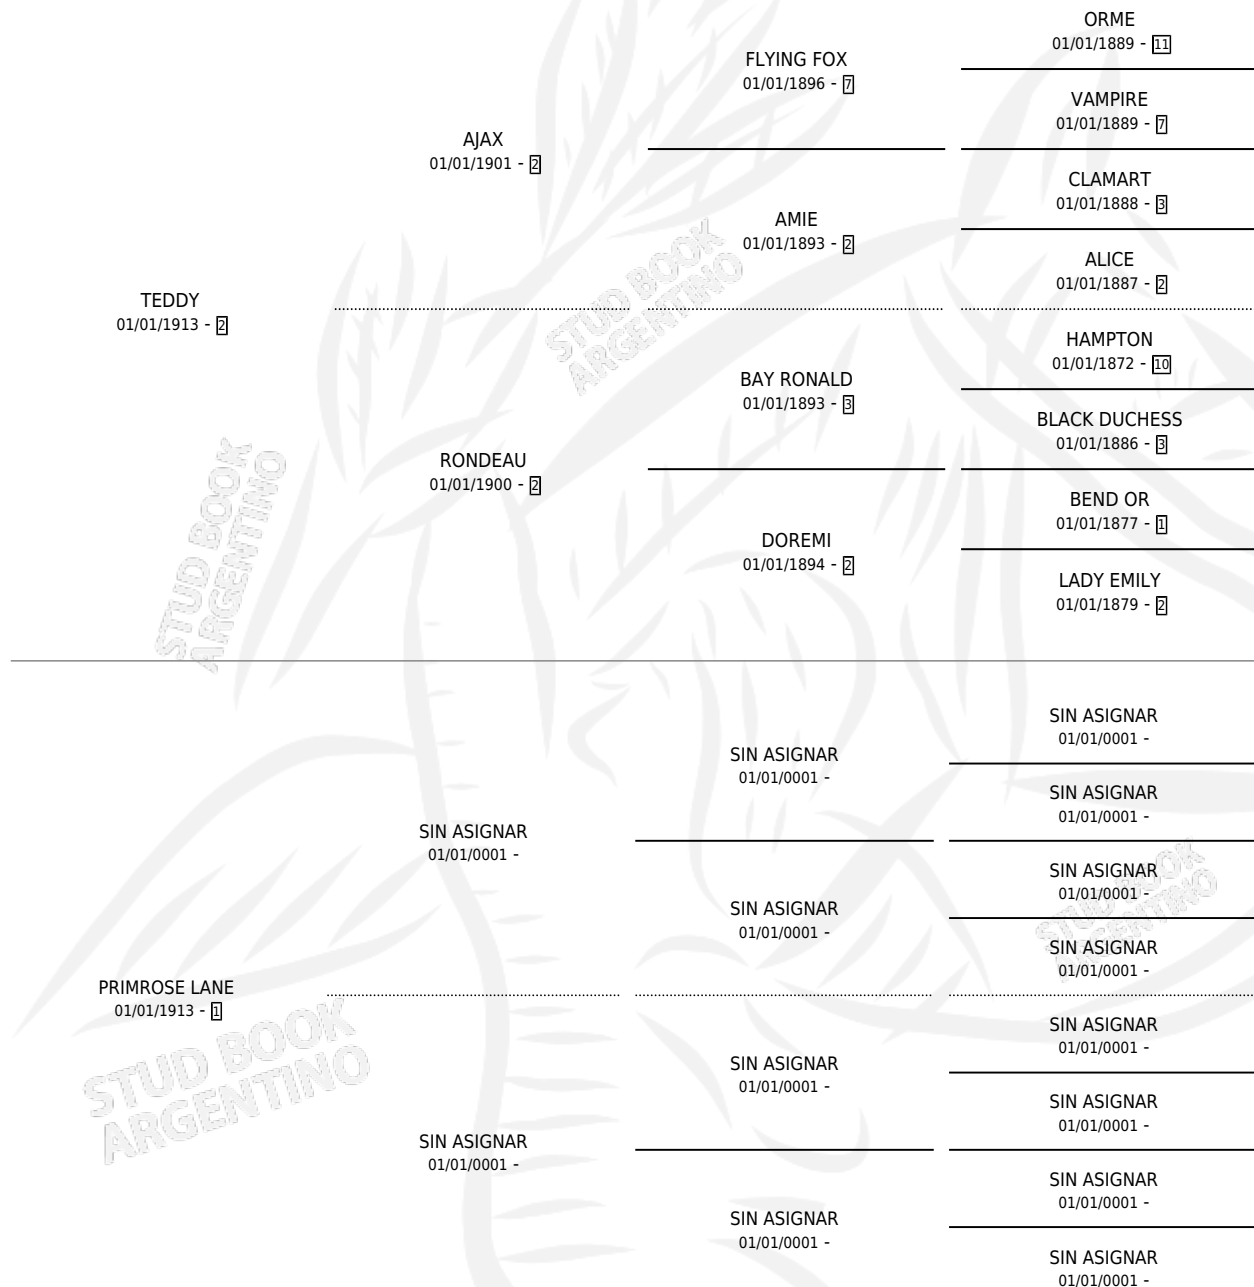 ORME
01/01/1889 - 11
FLYING FOX
01/01/1896 - 7
VAMPIRE
01/01/1889 - 7
AJAX
01/01/1901 - 2
CLAMART
01/01/1888 - 3
AMIE
01/01/1893 - 2
ALICE
01/01/1887 - 2
TEDDY
01/01/1913 - 2
STUD BOOK
ARGENTINO
HAMPTON
01/01/1872 - 10
BAY RONALD
01/01/1893 - 3
BLACK DUCHESS
01/01/1886 - 3
RONDEAU
01/01/1900 - 2
BEND OR
01/01/1877 - 1
DOREMI
01/01/1894 - 2
LADY EMILY
01/01/1879 - 2
STUD BOOK
ARGENTINO
SIN ASIGNAR
01/01/0001 -
SIN ASIGNAR
01/01/0001 -
SIN ASIGNAR
01/01/0001 -
SIN ASIGNAR
01/01/0001 -
SIN ASIGNAR
01/01/0001 -
SIN ASIGNAR
01/01/0001 -
SIN ASIGNAR
01/01/0001 -
STUD BOOK
ARGENTINO
PRIMROSE LANE
01/01/1913 - 1
SIN ASIGNAR
01/01/0001 -
SIN ASIGNAR
01/01/0001 -
SIN ASIGNAR
01/01/0001 -
SIN ASIGNAR
01/01/0001 -
SIN ASIGNAR
01/01/0001 -
SIN ASIGNAR
01/01/0001 -
SIN ASIGNAR
01/01/0001 -
STUD BOOK
ARGENTINO